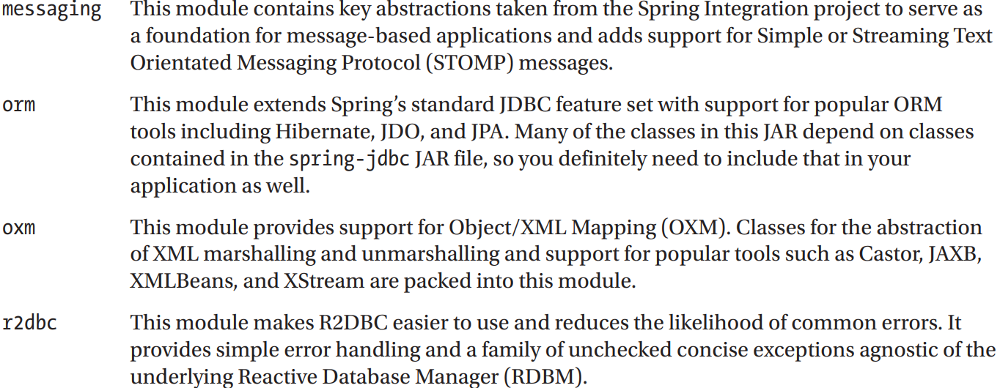 messaging This module contains key abstractions taken from the Spring Integration project to serve as
a foundation for message-based applications and adds support for Simple or Streaming Text
Orientated Messaging Protocol (STOMP) messages.
orm This module extends Spring’s standard JDBC feature set with support for popular ORM
tools including Hibernate, JDO, and JPA. Many of the classes in this JAR depend on classes
contained in the spring-jdbc JAR file, so you definitely need to include that in your
application as well.
oxm This module provides support for Object/XML Mapping (OXM). Classes for the abstraction
of XML marshalling and unmarshalling and support for popular tools such as Castor, JAXB,
XMLBeans, and XStream are packed into this module.
r2dbc This module makes R2DBC easier to use and reduces the likelihood of common errors. It
provides simple error handling and a family of unchecked concise exceptions agnostic of the
underlying Reactive Database Manager (RDBM).